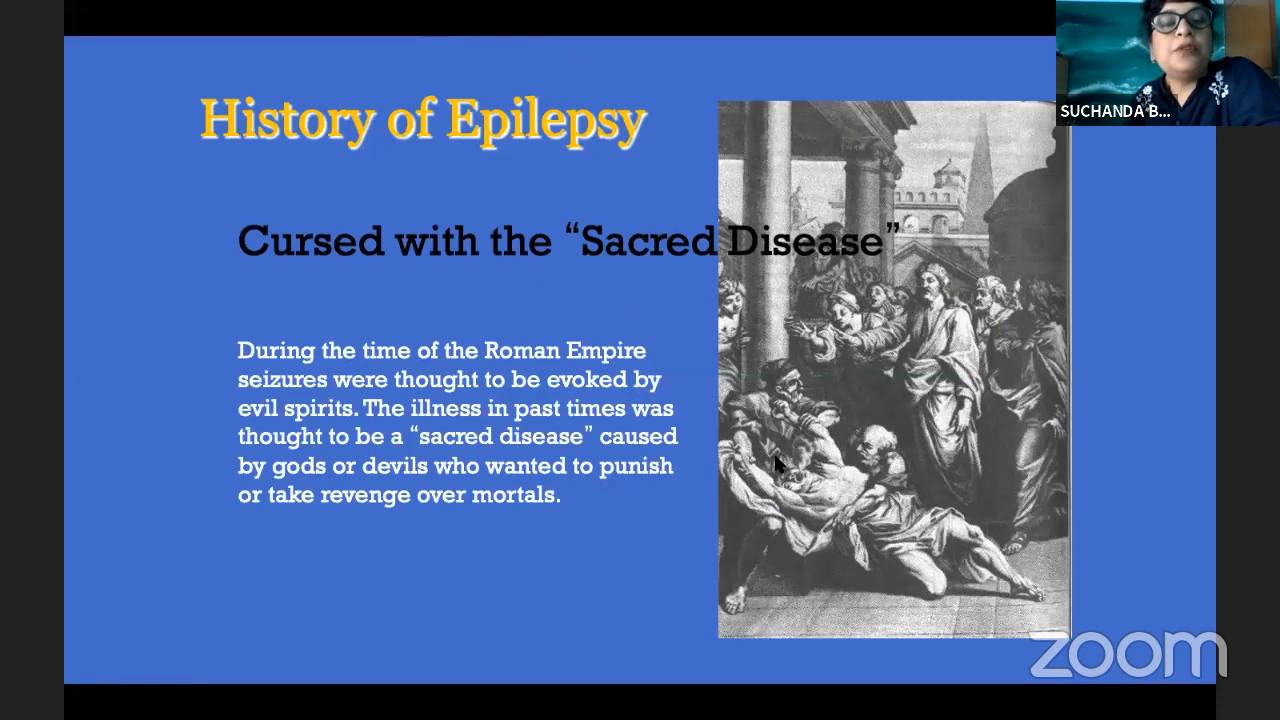 SUCHANDA B...
History of Epilepsy
Cursed with the “Sacred Disease”
During the time of the Roman Empire
seizures were thought to be evoked by
evil spirits. The illness in past times was
thought to be a “sacred disease” caused
by gods or devils who wanted to punish
or take revenge over mortals.
zoom